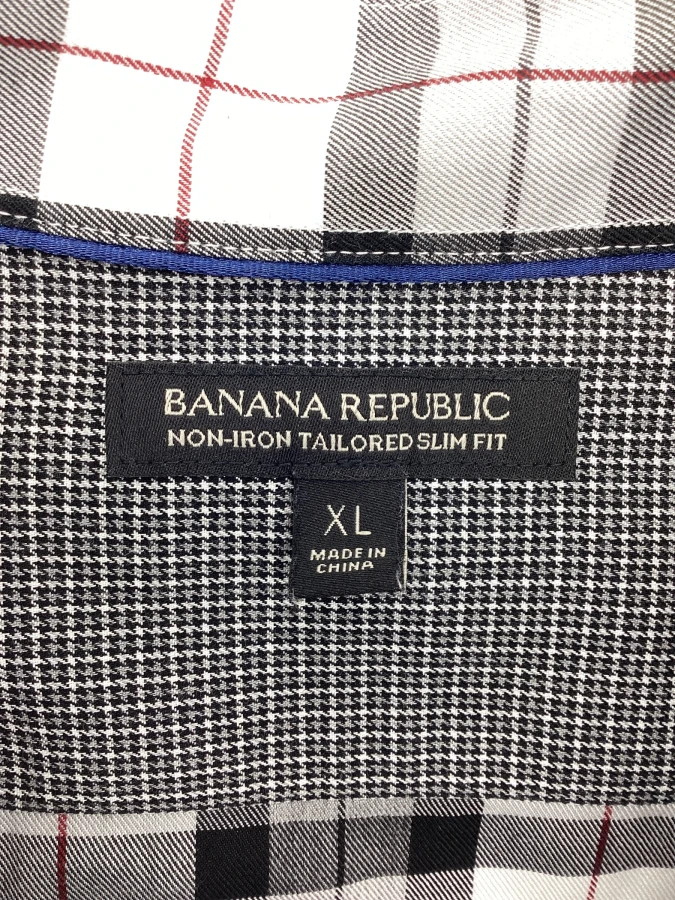 BANANA REPUBLIC
NON-IRON TAILORED SLIM FIT
XL
MADE IN
CHINA